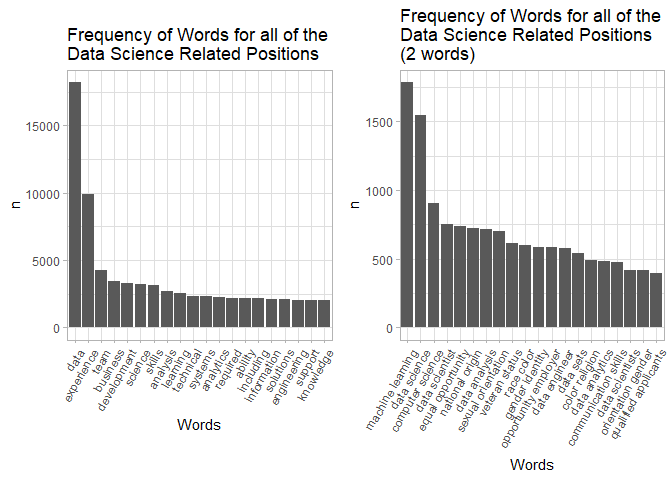 Frequency of Words for all of the
Data Science Related Positions
n
15000
10000
5000
0
data
experience
team
business
development
science
skills
analysis
learning
technical
systems
analytics
required
ability
including
information
solutions
engineering
support
knowledge
Words
Frequency of Words for all of the
Data Science Related Positions
(2 words)
n
1500
1000
500
0
machine learning
data science
computer science
data scientist
equal opportunity
national origin
data analysis
sexual orientation
veteran status
race color
gender identity
opportunity employer
data engineer
data sets
color religion
data analytics
communication skills
data scientists
orientation gender
qualified applicants
Words